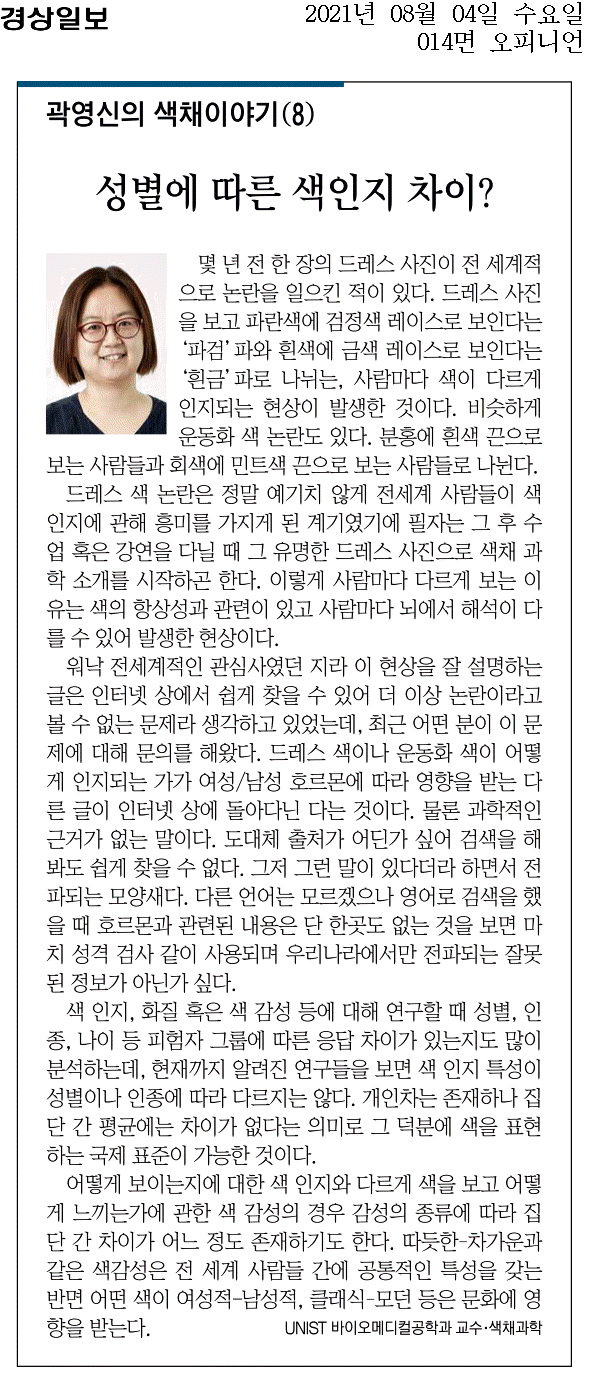 경상일보
2021년 08월 04일 수요일
014면 오피니언
곽영신의 색채이야기(8)
성별에 따른 색인지 차이?
몇 년 전 한 장의 드레스 사진이 전 세계적
으로 논란을 일으킨 적이 있다. 드레스 사진
을 보고 파란색에 검정색 레이스로 보인다는
‘파검’ 파와 흰색에 금색 레이스로 보인다는
‘흰금’ 파로 나뉘는, 사람마다 색이 다르게
인지되는 현상이 발생한 것이다. 비슷하게
운동화 색 논란도 있다. 분홍에 흰색 끈으로
보는 사람들과 회색에 민트색 끈으로 보는 사람들로 나뉜다.
드레스 색 논란은 정말 예기치 않게 전세계 사람들이 색
인지에 관해 흥미를 가지게 된 계기였기에 필자는 그 후 수
업 혹은 강연을 다닐 때 그 유명한 드레스 사진으로 색채 과
학 소개를 시작하곤 한다. 이렇게 사람마다 다르게 보는 이
유는 색의 항상성과 관련이 있고 사람마다 뇌에서 해석이 다
를 수 있어 발생한 현상이다.
워낙 전세계적인 관심사였던 지라 이 현상을 잘 설명하는
글은 인터넷 상에서 쉽게 찾을 수 있어 더 이상 논란이라고
볼 수 없는 문제라 생각하고 있었는데, 최근 어떤 분이 이 문
제에 대해 문의를 해왔다. 드레스 색이나 운동화 색이 어떻
게 인지되는 가가 여성/남성 호르몬에 따라 영향을 받는 다
른 글이 인터넷 상에 돌아다닌 다는 것이다. 물론 과학적인
근거가 없는 말이다. 도대체 출처가 어딘가 싶어 검색을 해
봐도 쉽게 찾을 수 없다. 그저 그런 말이 있다더라 하면서 전
파되는 모양새다. 다른 언어는 모르겠으나 영어로 검색을 했
을 때 호르몬과 관련된 내용은 단 한곳도 없는 것을 보면 마
치 성격 검사 같이 사용되며 우리나라에서만 전파되는 잘못
된 정보가 아닌가 싶다.
색 인지, 화질 혹은 색 감성 등에 대해 연구할 때 성별, 인
종, 나이 등 피험자 그룹에 따른 응답 차이가 있는지도 많이
분석하는데, 현재까지 알려진 연구들을 보면 색 인지 특성이
성별이나 인종에 따라 다르지는 않다. 개인차는 존재하나 집
단 간 평균에는 차이가 없다는 의미로 그 덕분에 색을 표현
하는 국제 표준이 가능한 것이다.
어떻게 보이는지에 대한 색 인지와 다르게 색을 보고 어떻
게 느끼는가에 관한 색 감성의 경우 감성의 종류에 따라 집
단 간 차이가 어느 정도 존재하기도 한다. 따듯한-차가운과
같은 색감성은 전 세계 사람들 간에 공통적인 특성을 갖는
반면 어떤 색이 여성적-남성적, 클래식-모던 등은 문화에 영
향을 받는다. UNIST 바이오메디컬공학과 교수·색채과학